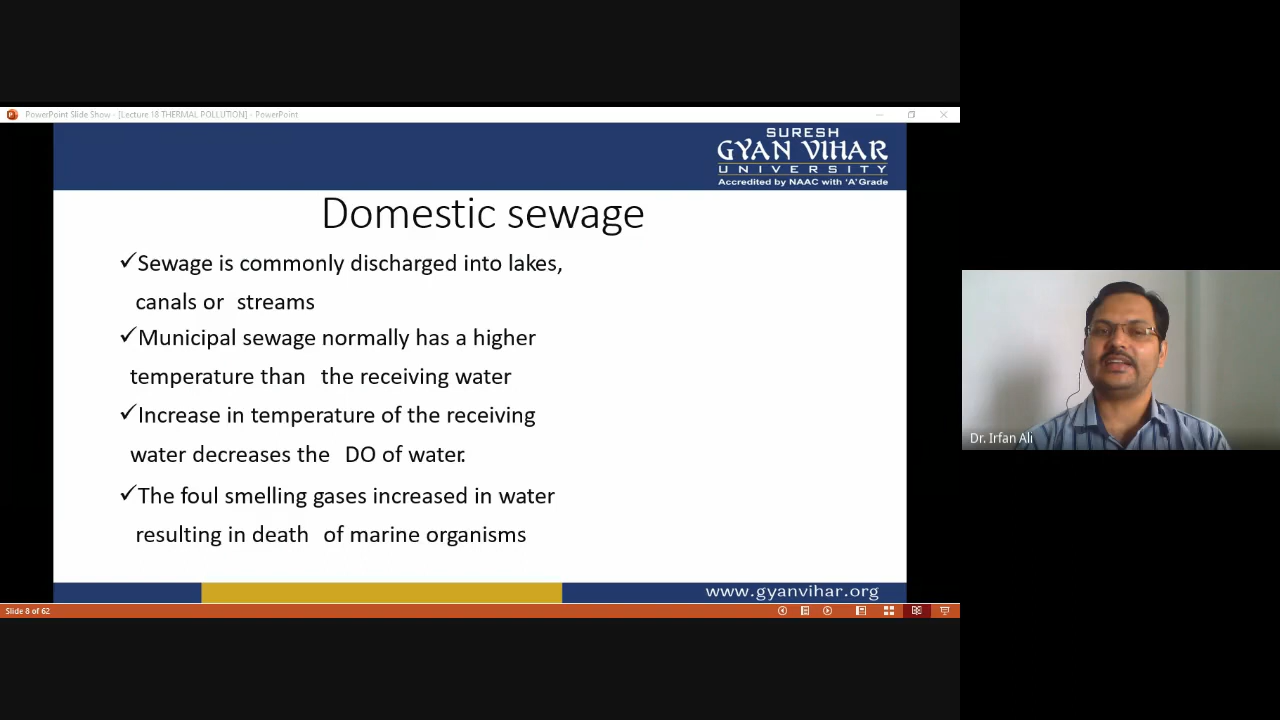 PowerPoint Slide Show - [Lecture 18 THERMAL POLLUTION] - PowerPoint
SURESH
GYAN VIHAR
UNIVERSITY
Accredited by NAAC with 'A' Grade
Domestic sewage
✓Sewage is commonly discharged into lakes,
canals or streams
✓Municipal sewage normally has a higher
temperature than the receiving water
✓Increase in temperature of the receiving
water decreases the DO of water.
✓The foul smelling gases increased in water
resulting in death of marine organisms
www.gyanvihar.org
Slide 8 of 62
Dr. Irfan Ali